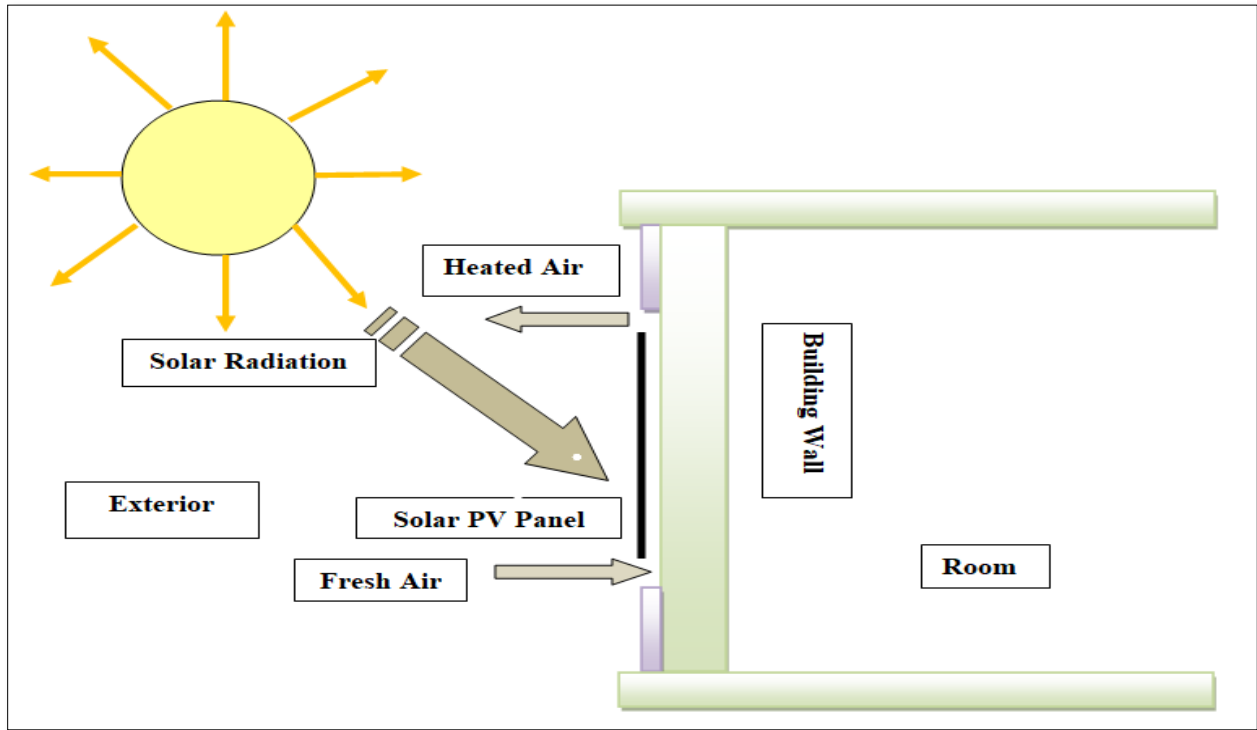 Heated Air
Solar Radiation
Building Wall
Exterior
Solar PV Panel
Fresh Air
Room